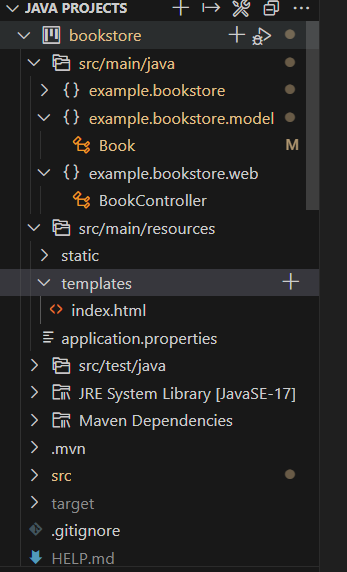 JAVA PROJECTS
bookstore
src/main/java
{} example.bookstore
{} example.bookstore.model
Book M
{} example.bookstore.web
BookController
src/main/resources
static
templates
<> index.html
application.properties
src/test/java
JRE System Library [JavaSE-17]
Maven Dependencies
.mvn
src
target
.gitignore
HELP.md